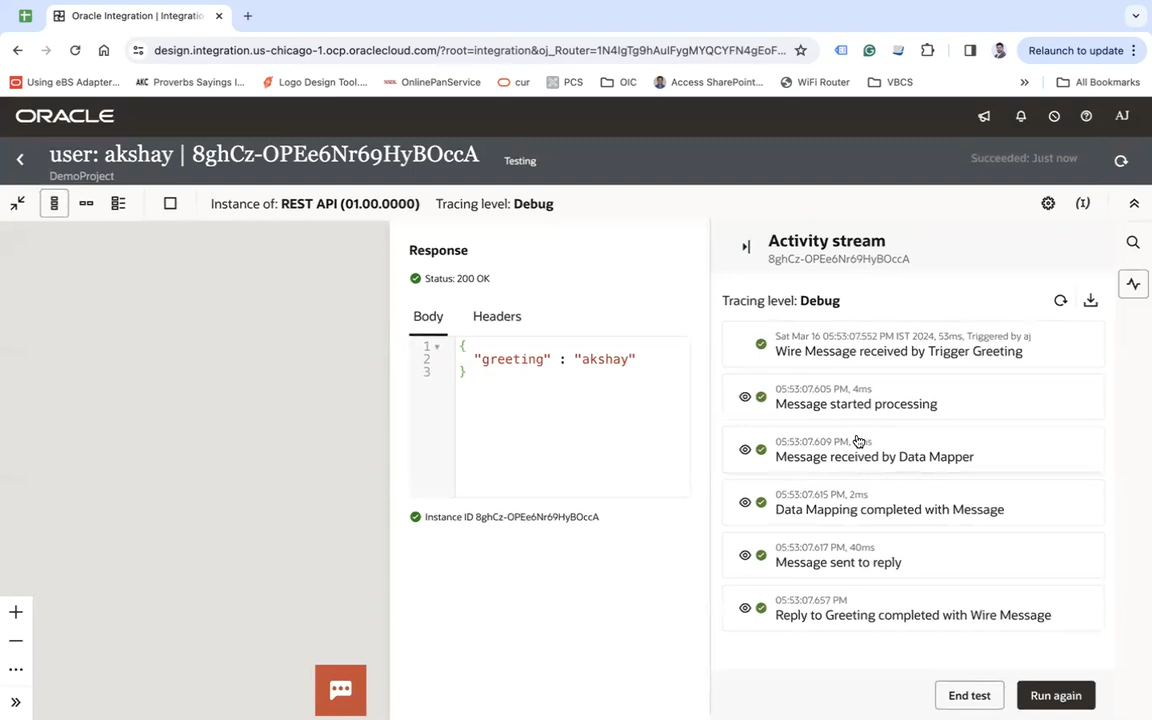 Oracle Integration | Integratio
design.integration.us-chicago-1.ocp.oraclecloud.com/?root=integration&oj_Router=1N4IgTg9hAulFygMYQCYFN4gEoF...
Relaunch to update
Using eBS Adapter...
Proverbs Sayings I...
Logo Design Tool....
OnlinePanService
cur
PCS
OIC
Access SharePoint...
WiFi Router
VBCS
»
All Bookmarks
ORACLE
AJ
user: akshay | 8ghCz-OPEe6Nr69HyBOccA
Testing
DemoProject
Succeeded: Just now
Instance of: REST API (01.00.0000)
Tracing level: Debug
(I)
Response
Status: 200 OK
Body
Headers
1 {
2 "greeting" : "akshay"
3 }
Instance ID 8ghCz-OPEe6Nr69HyBOccA
Activity stream
8ghCz-OPEe6Nr69HyBOccA
Tracing level: Debug
Sat Mar 16 05:53:07.552 PM IST 2024, 53ms, Triggered by aj
Wire Message received by Trigger Greeting
05:53:07.605 PM, 4ms
Message started processing
05:53:07.609 PM,
Message received by Data Mapper
05:53:07.615 PM, 2ms
Data Mapping completed with Message
05:53:07.617 PM, 40ms
Message sent to reply
05:53:07.657 PM
Reply to Greeting completed with Wire Message
End test
Run again